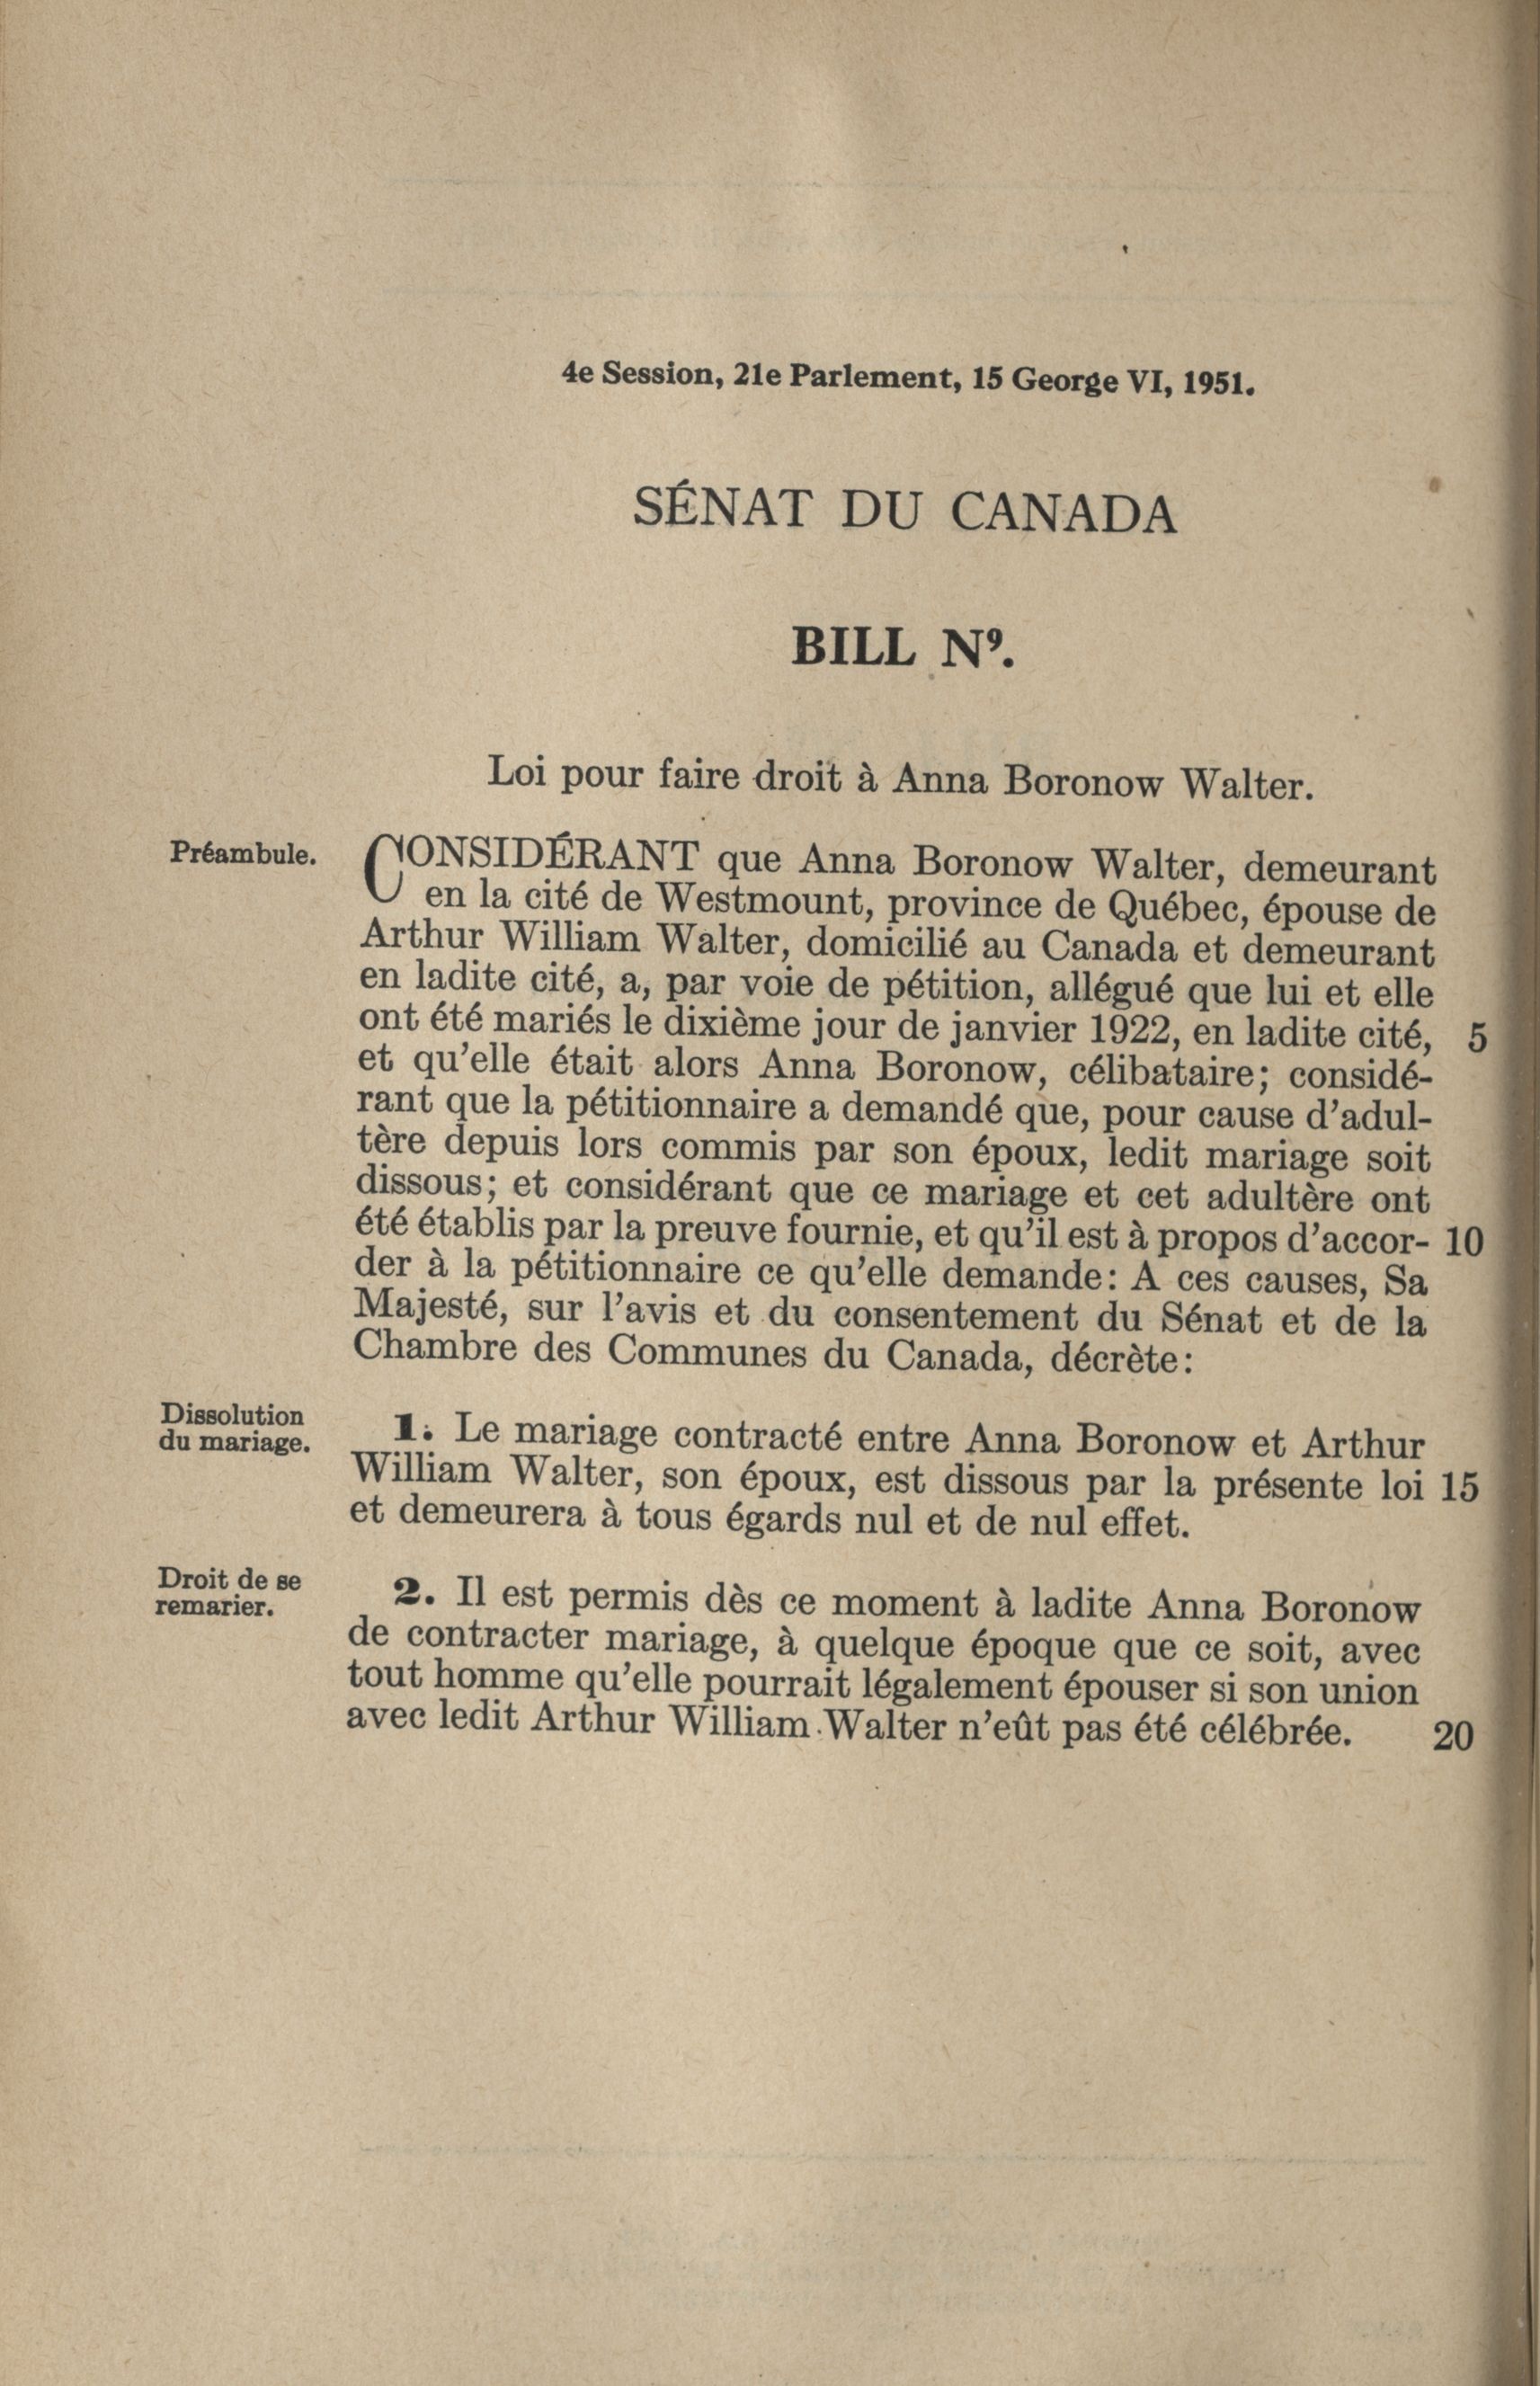 4e Session, 21e Parlement, 15 George VI, 1951.
SÉNAT DU CANADA
BILL Nº.
Loi pour faire droit à Anna Boronow Walter.
Préambule.
CONSIDÉRANT que Anna Boronow Walter, demeurant
en la cité de Westmount, province de Québec, épouse de
Arthur William Walter, domicilié au Canada et demeurant
en ladite cité, a, par voie de pétition, allégué que lui et elle
ont été mariés le dixième jour de janvier 1922, en ladite cité, 5
et qu'elle était alors Anna Boronow, célibataire; considé-
rant que la pétitionnaire a demandé que, pour cause d'adul-
tère depuis lors commis par son époux, ledit mariage soit
dissous; et considérant que ce mariage et cet adultère ont
été établis par la preuve fournie, et qu'il est à propos d'accor- 10
der à la pétitionnaire ce qu'elle demande: A ces causes, Sa
Majesté, sur l'avis et du consentement du Sénat et de la
Chambre des Communes du Canada, décrète:
Dissolution
du mariage.
1. Le mariage contracté entre Anna Boronow et Arthur
William Walter, son époux, est dissous par la présente loi 15
et demeurera à tous égards nul et de nul effet.
Droit de se
remarier.
2. Il est permis dès ce moment à ladite Anna Boronow
de contracter mariage, à quelque époque que ce soit, avec
tout homme qu'elle pourrait légalement épouser si son union
avec ledit Arthur William Walter n'eût pas été célébrée. 20